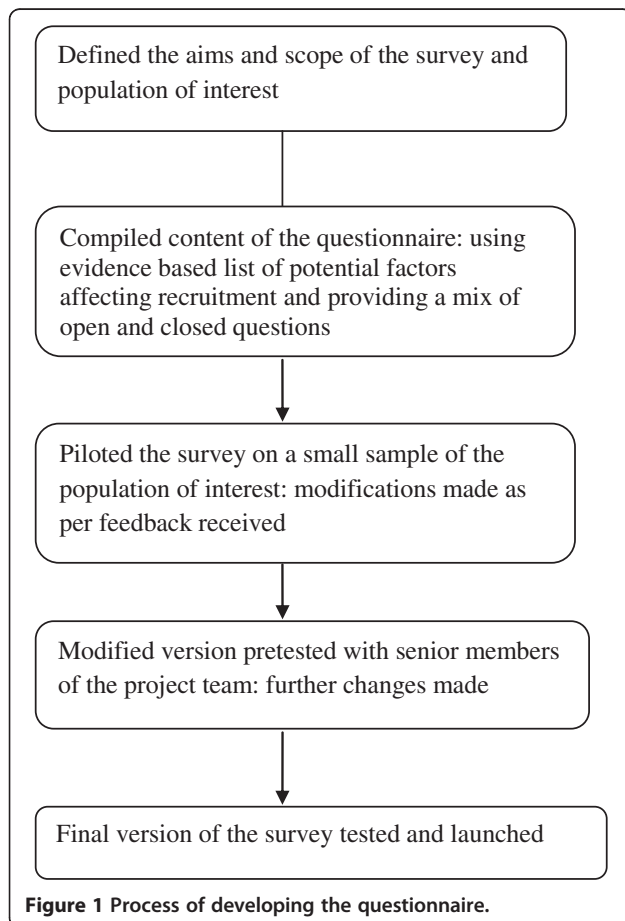 Defined the aims and scope of the survey and
population of interest
Compiled content of the questionnaire: using
evidence based list of potential factors
affecting recruitment and providing a mix of
open and closed questions
Piloted the survey on a small sample of the
population of interest: modifications made as
per feedback received
Modified version pretested with senior members
of the project team: further changes made
Final version of the survey tested and launched
Figure 1 Process of developing the questionnaire.